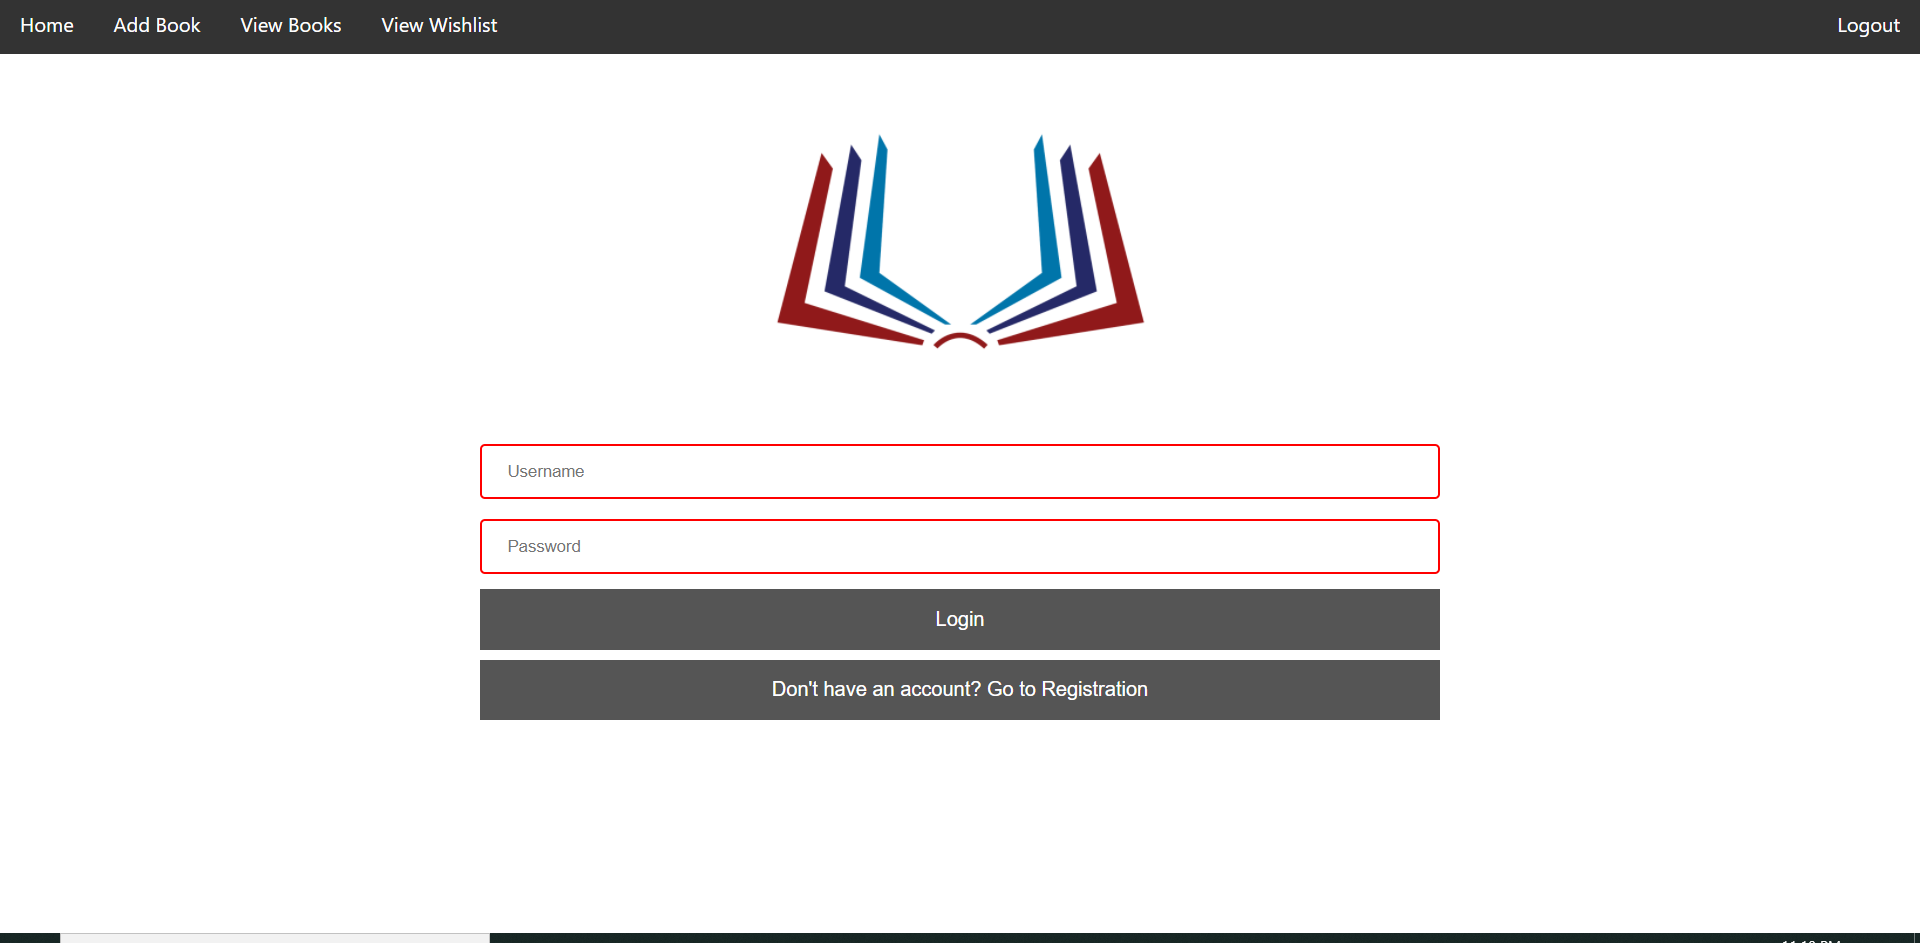 Home Add Book View Books View Wishlist Logout
Username
Password
Login
Don't have an account? Go to Registration